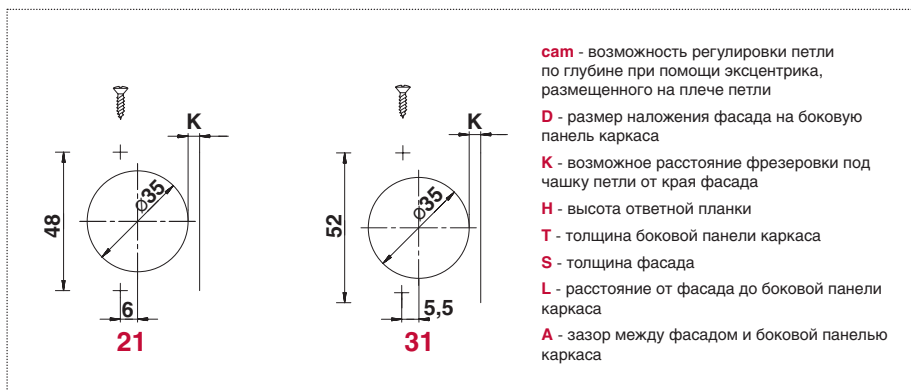 K
48
Ø35
6
21
K
52
Ø35
5,5
31
cam - возможность регулировки петли
по глубине при помощи эксцентрика,
размещенного на плече петли
D - размер наложения фасада на боковую
панель каркаса
K - возможное расстояние фрезеровки под
чашку петли от края фасада
H - высота ответной планки
T - толщина боковой панели каркаса
S - толщина фасада
L - расстояние от фасада до боковой панели
каркаса
A - зазор между фасадом и боковой панелью
каркаса